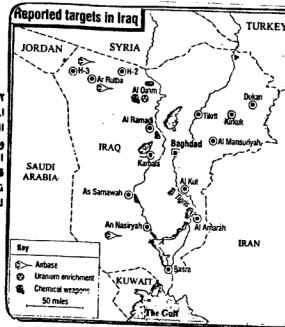 Reported targets in Iraq
TURKEY
JORDAN
SYRIA
H-3
H-2
Ar Rutba
Al Qa'im
Dukan
Tikrit
Kirkuk
Al Ramadi
Al Mansuriyah
IRAQ
Baghdad
Karbala
SAUDI
ARABIA
As Samawah
Al Kut
Tigris
An Nasiriyah
Al Amarah
IRAN
Key
Airbase
Uranium enrichment
Chemical weapons
50 miles
Basra
KUWAIT
The Gulf